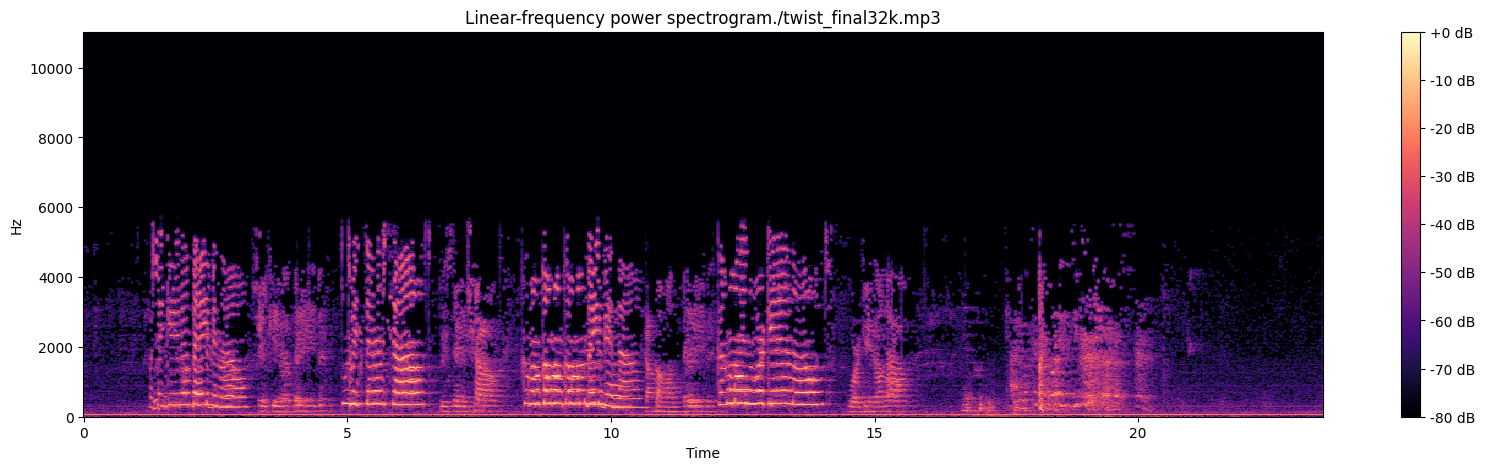 Linear-frequency power spectrogram./twist_final32k.mp3
10000
8000
6000
4000
2000
0
Hz
0
5
10
15
20
Time
+0 dB
-10 dB
-20 dB
-30 dB
-40 dB
-50 dB
-60 dB
-70 dB
-80 dB